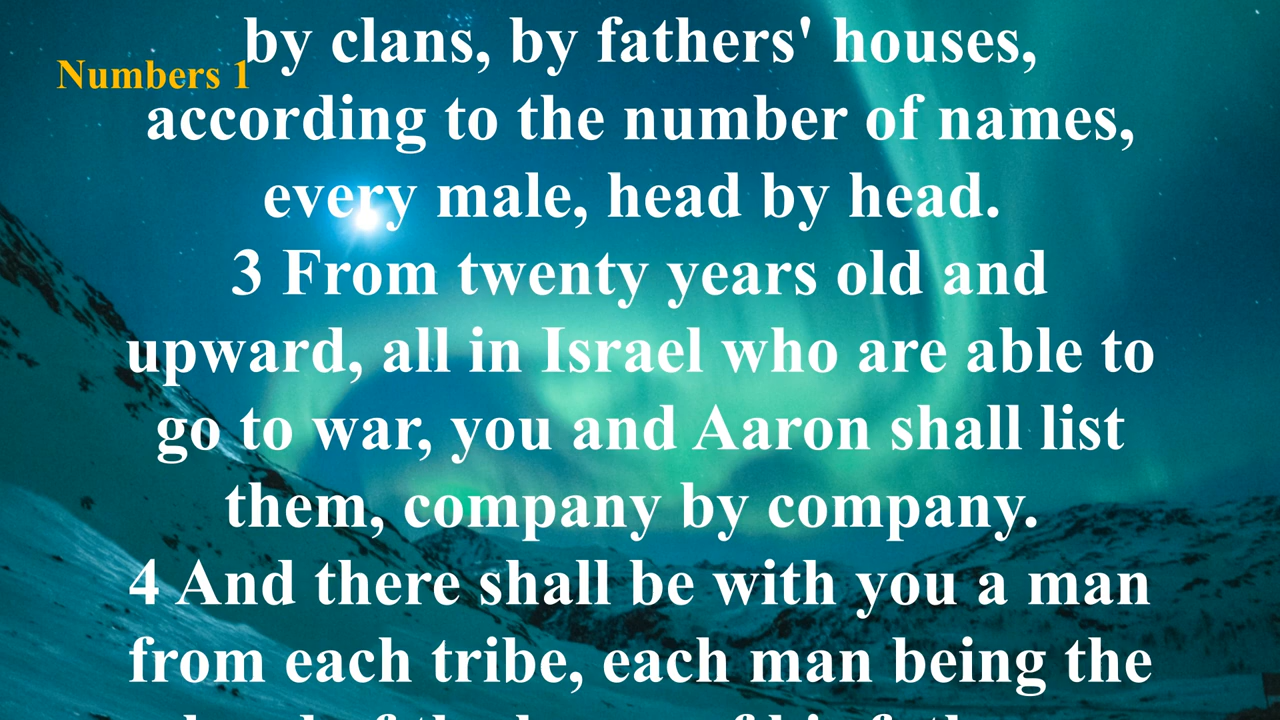 by clans, by fathers' houses,
Numbers 1
according to the number of names,
every male, head by head.
3 From twenty years old and
upward, all in Israel who are able to
go to war, you and Aaron shall list
them, company by company.
4 And there shall be with you a man
from each tribe, each man being the